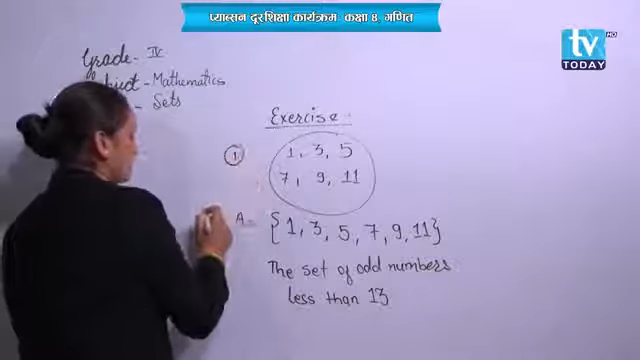 प्याब्सन दूरशिक्षा कार्यक्रम कक्षा ४, गणित
tv HD
TODAY
Grade - IV
Mathematics
- Sets
Exercise
① 1, 3, 5
7, 9, 11
A = {1, 3, 5, 7, 9, 11}
The set of odd numbers
less than 13